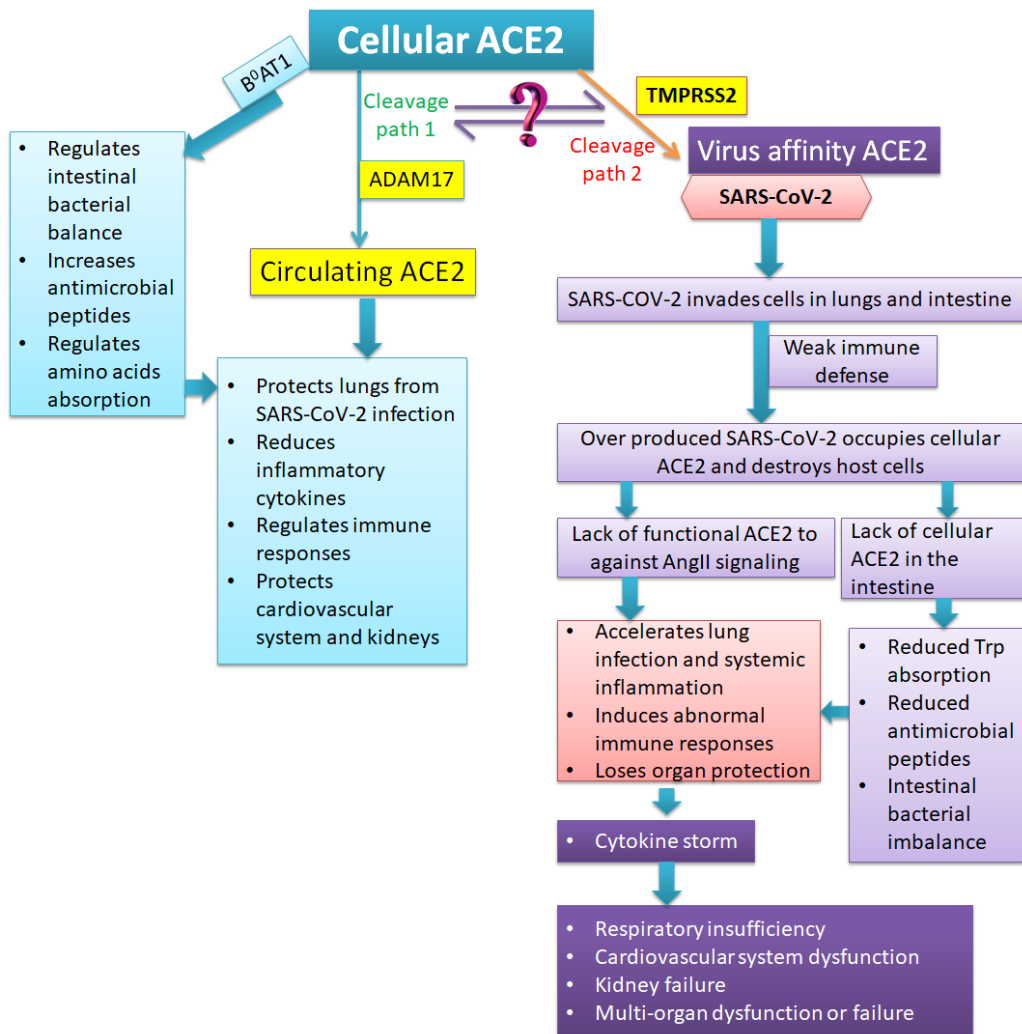 Cellular ACE2
B⁰AT1
Cleavage
path 1
?
TMPRSS2
Cleavage
path 2
ADAM17
Virus affinity ACE2
SARS-CoV-2
• Regulates
intestinal
bacterial
balance
• Increases
antimicrobial
peptides
• Regulates
amino acids
absorption
Circulating ACE2
• Protects lungs from
SARS-CoV-2 infection
• Reduces
inflammatory
cytokines
• Regulates immune
responses
• Protects
cardiovascular
system and kidneys
SARS-COV-2 invades cells in lungs and intestine
Weak immune
defense
Over produced SARS-CoV-2 occupies cellular
ACE2 and destroys host cells
Lack of functional ACE2 to
against AngII signaling
Lack of cellular
ACE2 in the
intestine
• Accelerates lung
infection and systemic
inflammation
• Induces abnormal
immune responses
• Loses organ protection
• Reduced Trp
absorption
• Reduced
antimicrobial
peptides
• Intestinal
bacterial
imbalance
• Cytokine storm
• Respiratory insufficiency
• Cardiovascular system dysfunction
• Kidney failure
• Multi-organ dysfunction or failure